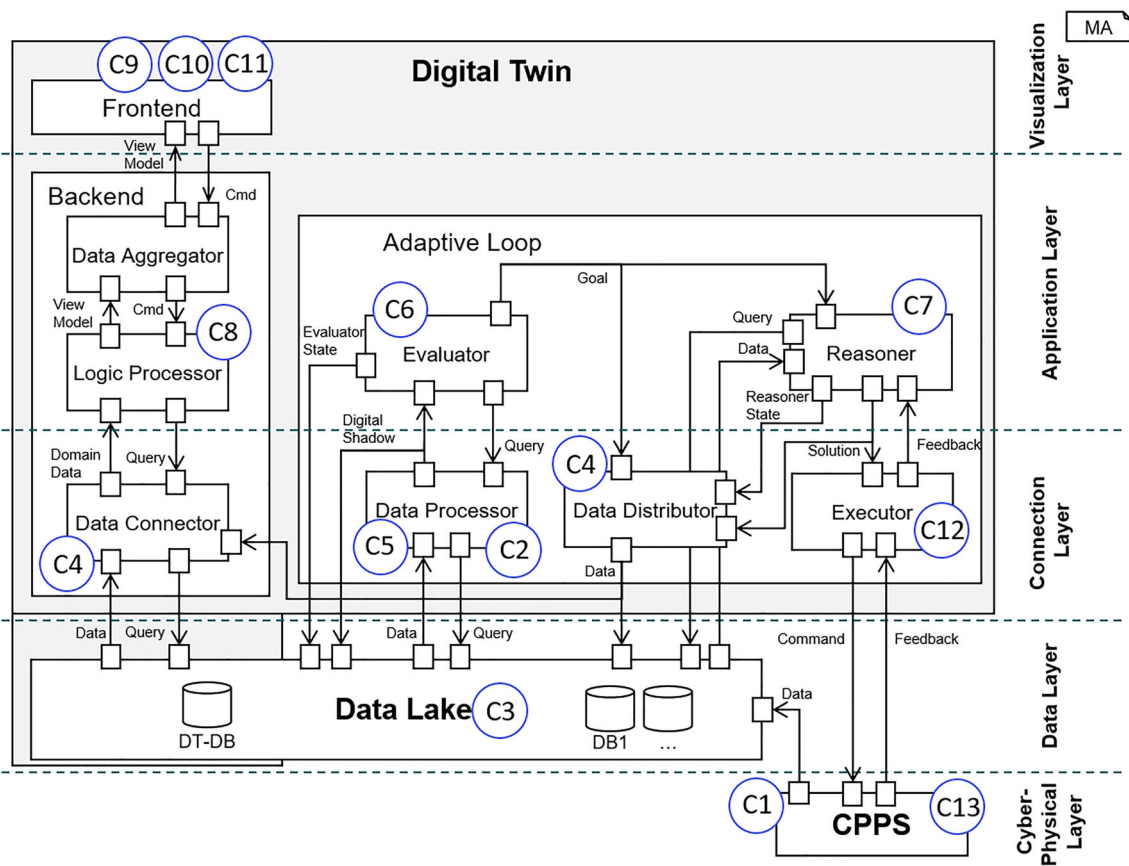 MA
C9
C10
C11
Digital Twin
Frontend
Visualization
Layer
View
Model
Cmd
Backend
Data Aggregator
View
Model
Cmd
C8
Logic Processor
Domain
Data
Query
Data Connector
C4
Adaptive Loop
Goal
C6
Evaluator
State
Evaluator
C7
Query
Data
Reasoner
Reasoner
State
Application Layer
Digital
Shadow
Query
Solution
Feedback
C4
Data Processor
C5
C2
Data Distributor
Executor
C12
Data
Connection
Layer
Data
Query
Data
Query
Command
Feedback
Data Lake
C3
DT-DB
DB1
...
Data
Data Layer
C1
C13
CPPS
Cyber-
Physical
Layer